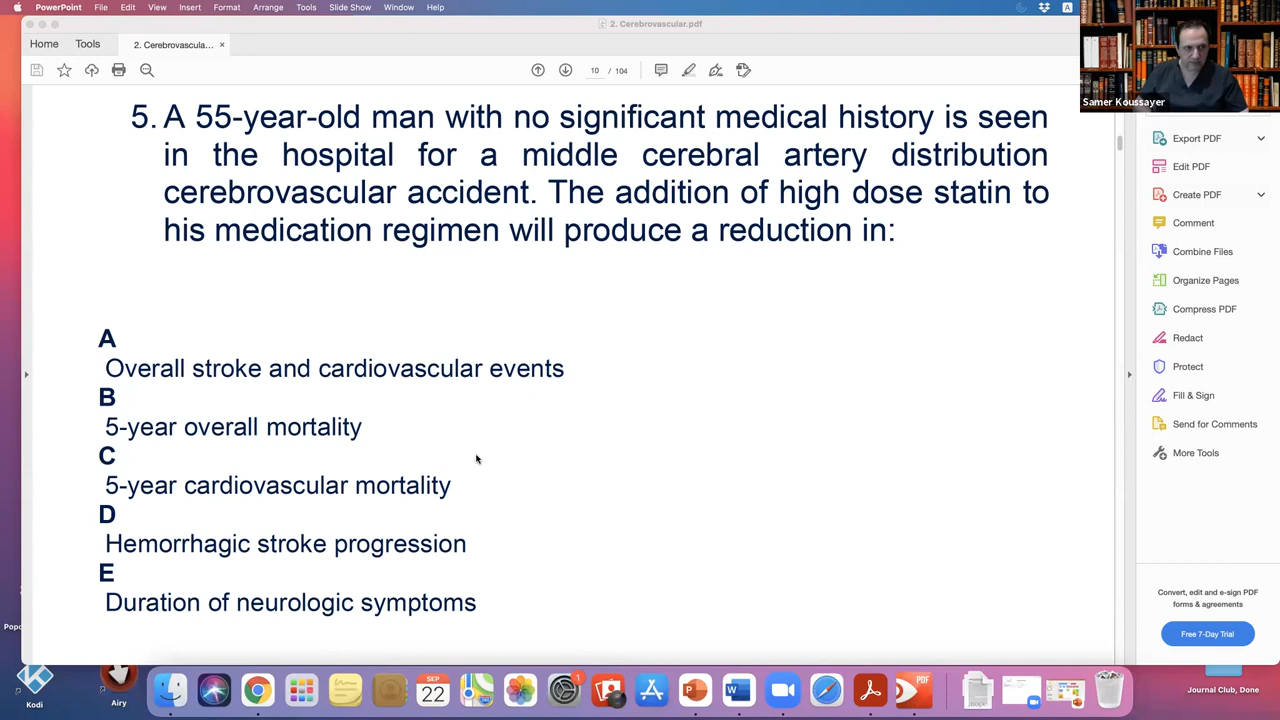 PowerPoint File Edit View Insert Format Arrange Tools Slide Show Window Help
2. Cerebrovascular.pdf
Home Tools 2. Cerebrovascula... ×
10 / 104
Samer Koussayer
5. A 55-year-old man with no significant medical history is seen
in the hospital for a middle cerebral artery distribution
cerebrovascular accident. The addition of high dose statin to
his medication regimen will produce a reduction in:
A
Overall stroke and cardiovascular events
B
5-year overall mortality
C
5-year cardiovascular mortality
D
Hemorrhagic stroke progression
E
Duration of neurologic symptoms
Export PDF
Edit PDF
Create PDF
Comment
Combine Files
Organize Pages
Compress PDF
Redact
Protect
Fill & Sign
Send for Comments
More Tools
Convert, edit and e-sign PDF
forms & agreements
Free 7-Day Trial
Popc
Kodi
Airy
SEP
22
1
PDF
Journal Club, Done